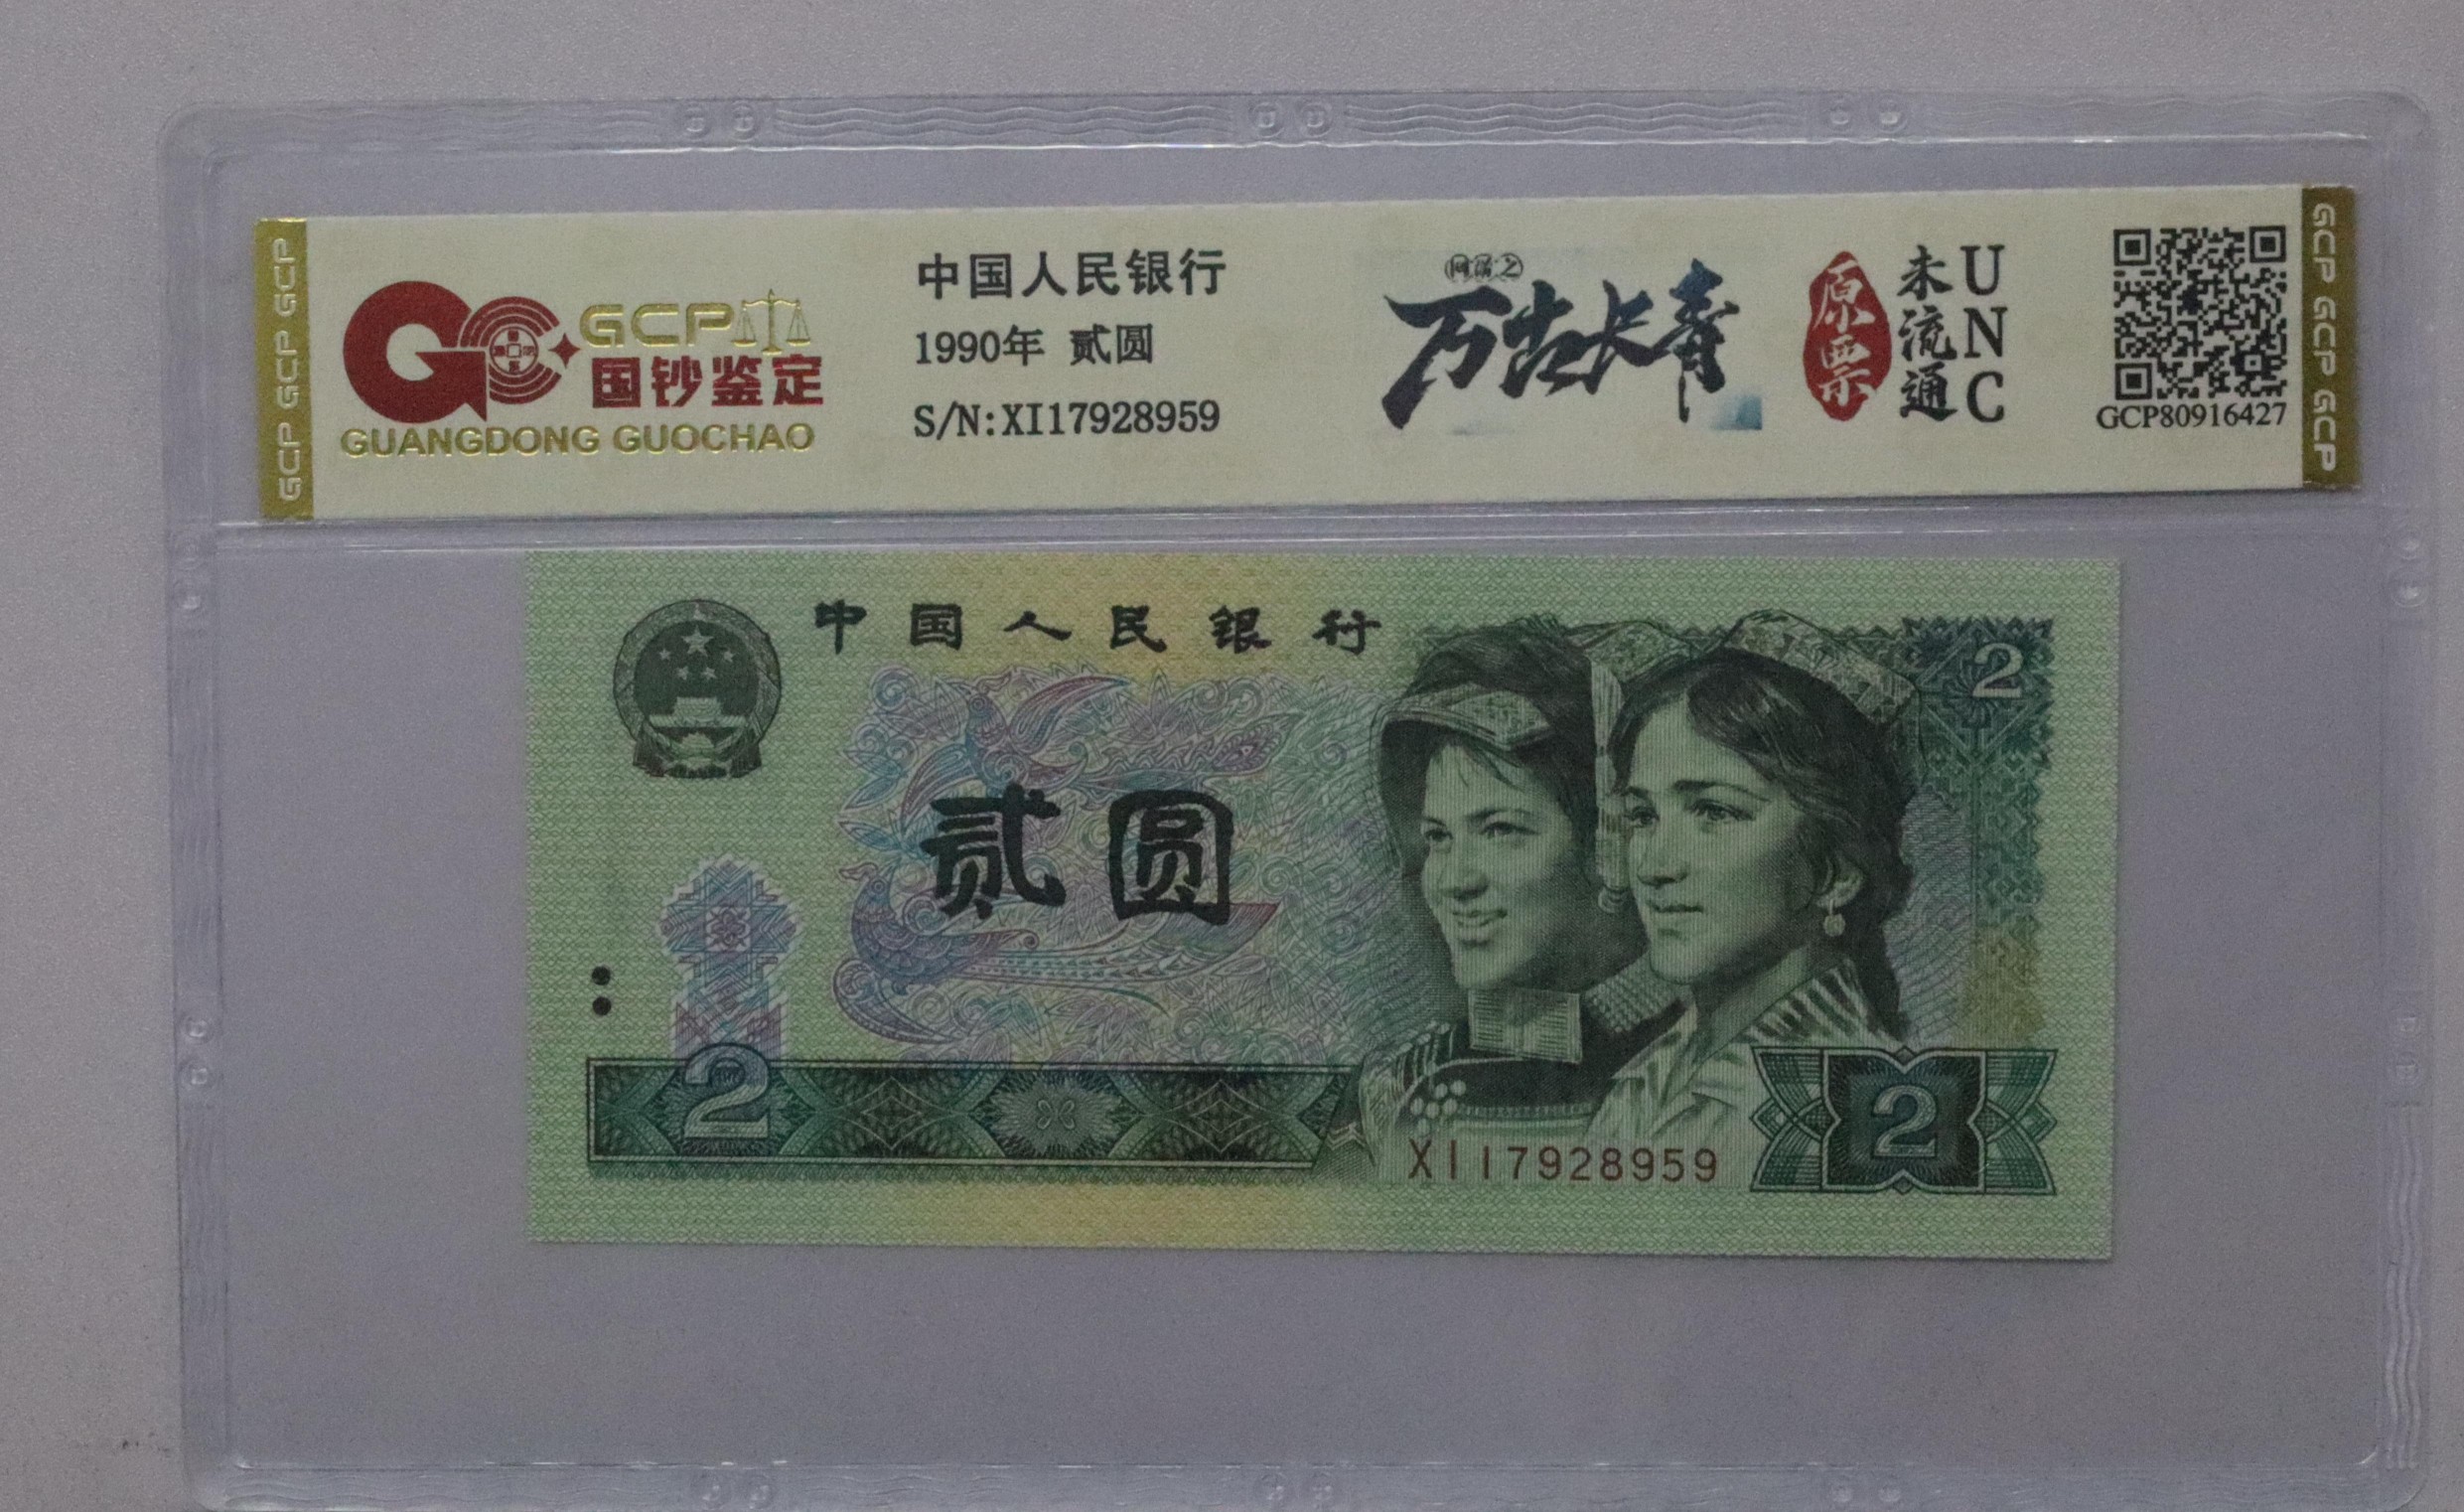 GCP GCP GCP
GCP
国钞鉴定
GUANGDONG GUOCHAO
中国人民银行
1990年 贰圆
S/N:XI17928959
万古长青
原票
未流通
UNC
GCP80916427
GCP GCP GCP
中国人民银行
2
贰圆
2
XI17928959
2